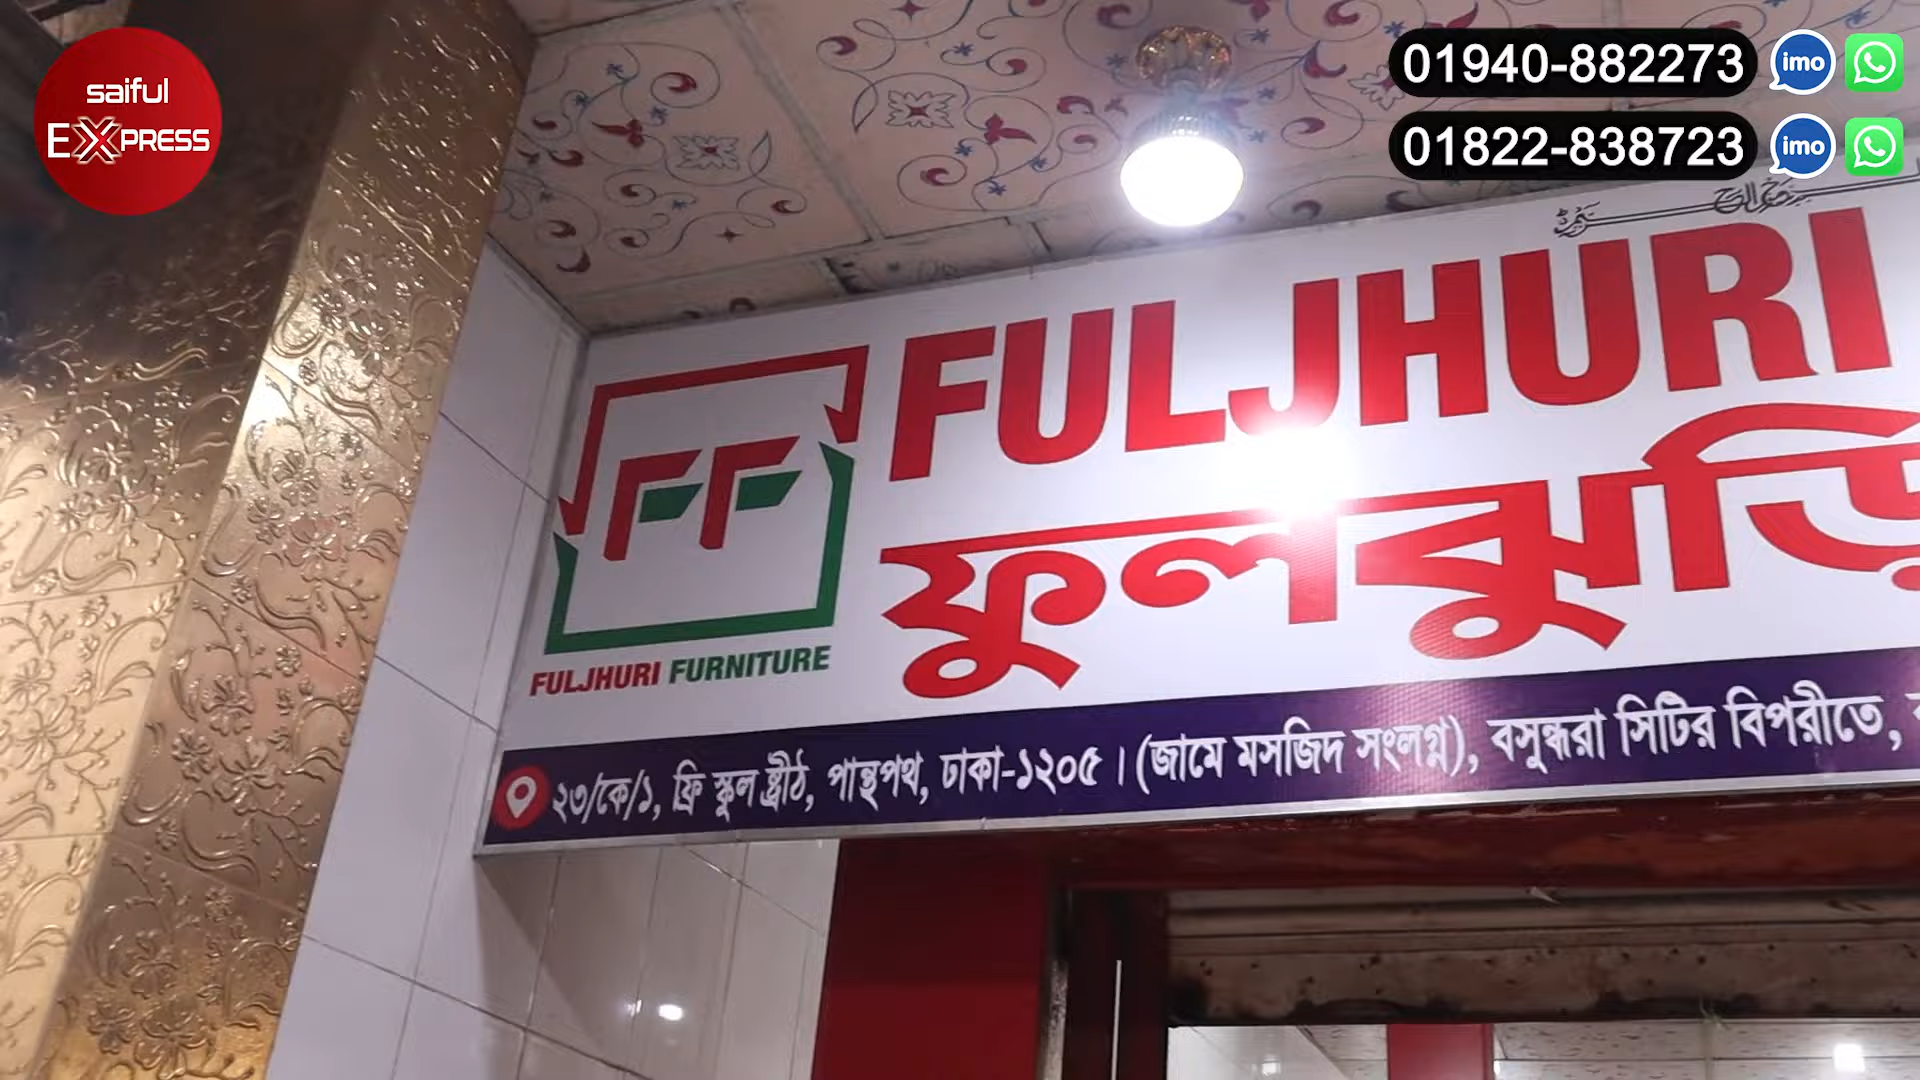 saiful
EXPRESS
01940-882273
imo
01822-838723
imo
FULJHURI
ফুলঝুড়ি
FF
FULJHURI FURNITURE
২৩/কে/১, ফ্রি স্কুল ষ্ট্রীঠ, পান্থপথ, ঢাকা-১২০৫। (জামে মসজিদ সংলগ্ন), বসুন্ধরা সিটির বিপরীতে,